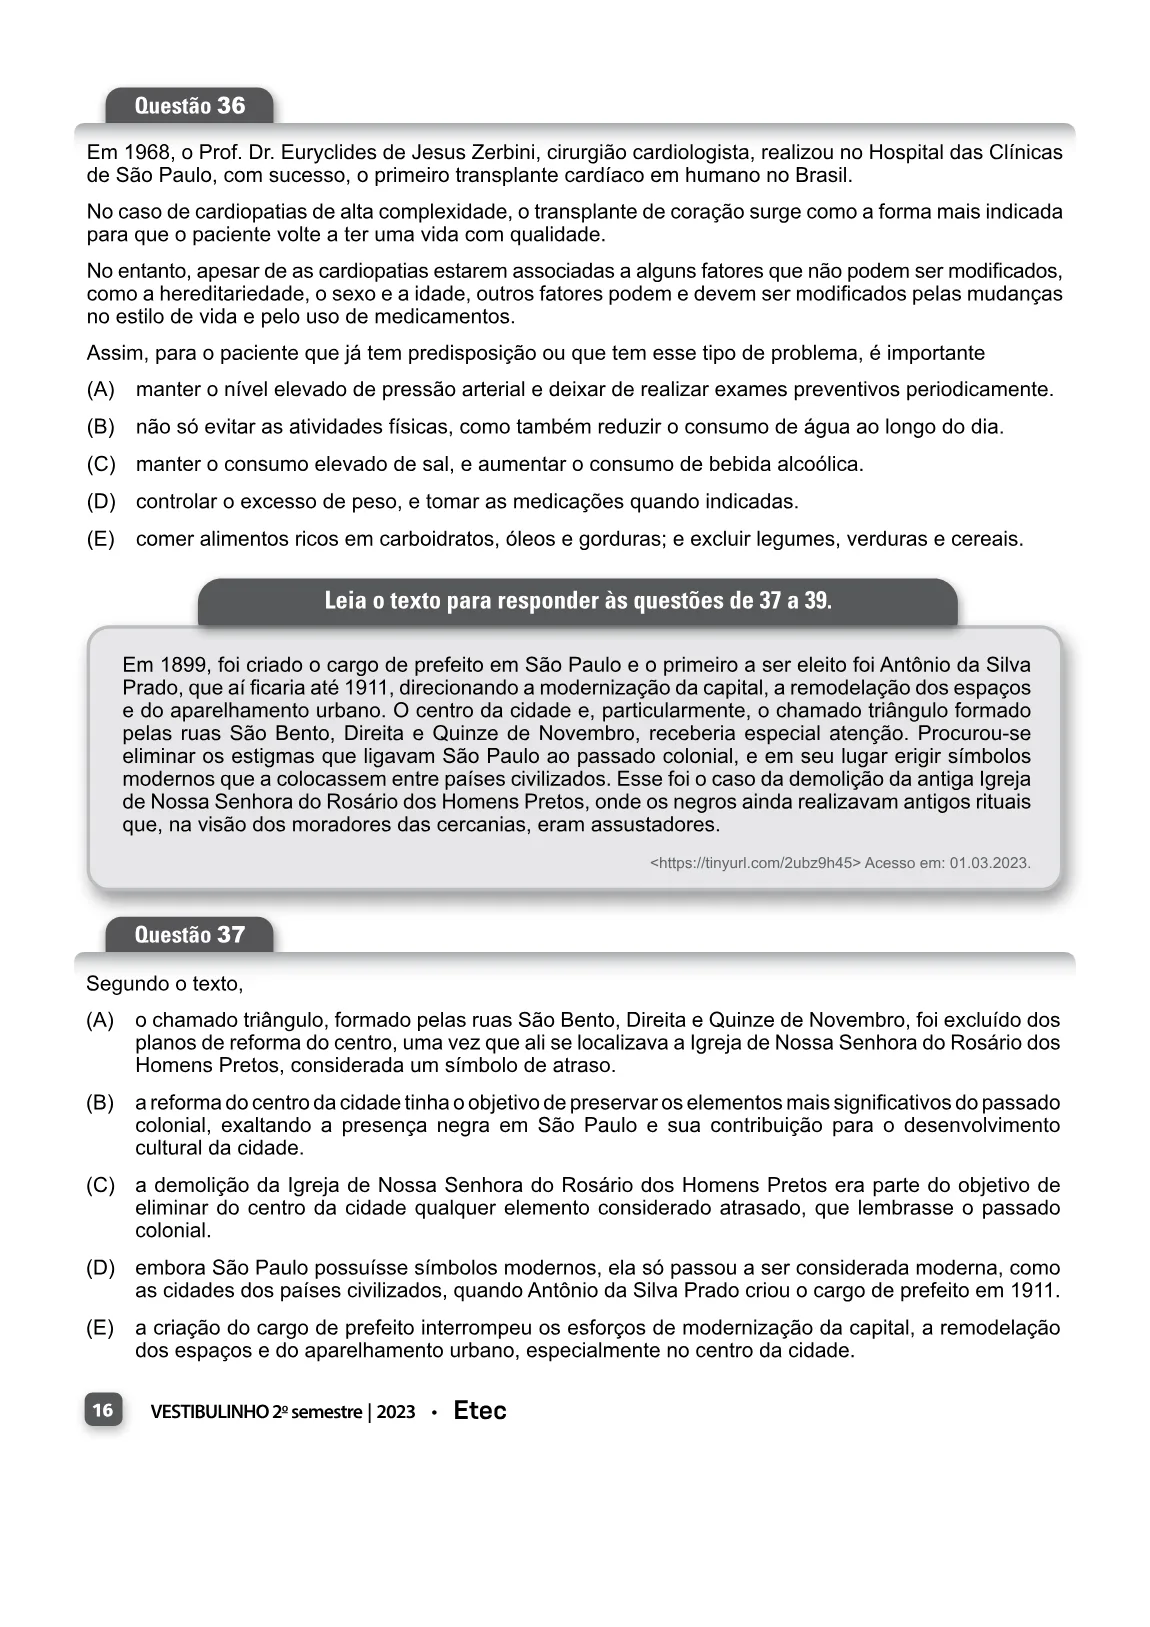 Questão 36
Em 1968, o Prof. Dr. Euryclides de Jesus Zerbini, cirurgião cardiologista, realizou no Hospital das Clínicas
de São Paulo, com sucesso, o primeiro transplante cardíaco em humano no Brasil.
No caso de cardiopatias de alta complexidade, o transplante de coração surge como a forma mais indicada
para que o paciente volte a ter uma vida com qualidade.
No entanto, apesar de as cardiopatias estarem associadas a alguns fatores que não podem ser modificados,
como a hereditariedade, o sexo e a idade, outros fatores podem e devem ser modificados pelas mudanças
no estilo de vida e pelo uso de medicamentos.
Assim, para o paciente que já tem predisposição ou que tem esse tipo de problema, é importante
(A) manter o nível elevado de pressão arterial e deixar de realizar exames preventivos periodicamente.
(B) não só evitar as atividades físicas, como também reduzir o consumo de água ao longo do dia.
(C) manter o consumo elevado de sal, e aumentar o consumo de bebida alcoólica.
(D) controlar o excesso de peso, e tomar as medicações quando indicadas.
(E) comer alimentos ricos em carboidratos, óleos e gorduras; e excluir legumes, verduras e cereais.
Leia o texto para responder às questões de 37 a 39.
Em 1899, foi criado o cargo de prefeito em São Paulo e o primeiro a ser eleito foi Antônio da Silva
Prado, que aí ficaria até 1911, direcionando a modernização da capital, a remodelação dos espaços
e do aparelhamento urbano. O centro da cidade e, particularmente, o chamado triângulo formado
pelas ruas São Bento, Direita e Quinze de Novembro, receberia especial atenção. Procurou-se
eliminar os estigmas que ligavam São Paulo ao passado colonial, e em seu lugar erigir símbolos
modernos que a colocassem entre países civilizados. Esse foi o caso da demolição da antiga Igreja
de Nossa Senhora do Rosário dos Homens Pretos, onde os negros ainda realizavam antigos rituais
que, na visão dos moradores das cercanias, eram assustadores.
<https://tinyurl.com/2ubz9h45> Acesso em: 01.03.2023.
Questão 37
Segundo o texto,
(A) o chamado triângulo, formado pelas ruas São Bento, Direita e Quinze de Novembro, foi excluído dos
planos de reforma do centro, uma vez que ali se localizava a Igreja de Nossa Senhora do Rosário dos
Homens Pretos, considerada um símbolo de atraso.
(B) a reforma do centro da cidade tinha o objetivo de preservar os elementos mais significativos do passado
colonial, exaltando a presença negra em São Paulo e sua contribuição para o desenvolvimento
cultural da cidade.
(C) a demolição da Igreja de Nossa Senhora do Rosário dos Homens Pretos era parte do objetivo de
eliminar do centro da cidade qualquer elemento considerado atrasado, que lembrasse o passado
colonial.
(D) embora São Paulo possuísse símbolos modernos, ela só passou a ser considerada moderna, como
as cidades dos países civilizados, quando Antônio da Silva Prado criou o cargo de prefeito em 1911.
(E) a criação do cargo de prefeito interrompeu os esforços de modernização da capital, a remodelação
dos espaços e do aparelhamento urbano, especialmente no centro da cidade.
16 VESTIBULINHO 2º semestre | 2023 • Etec